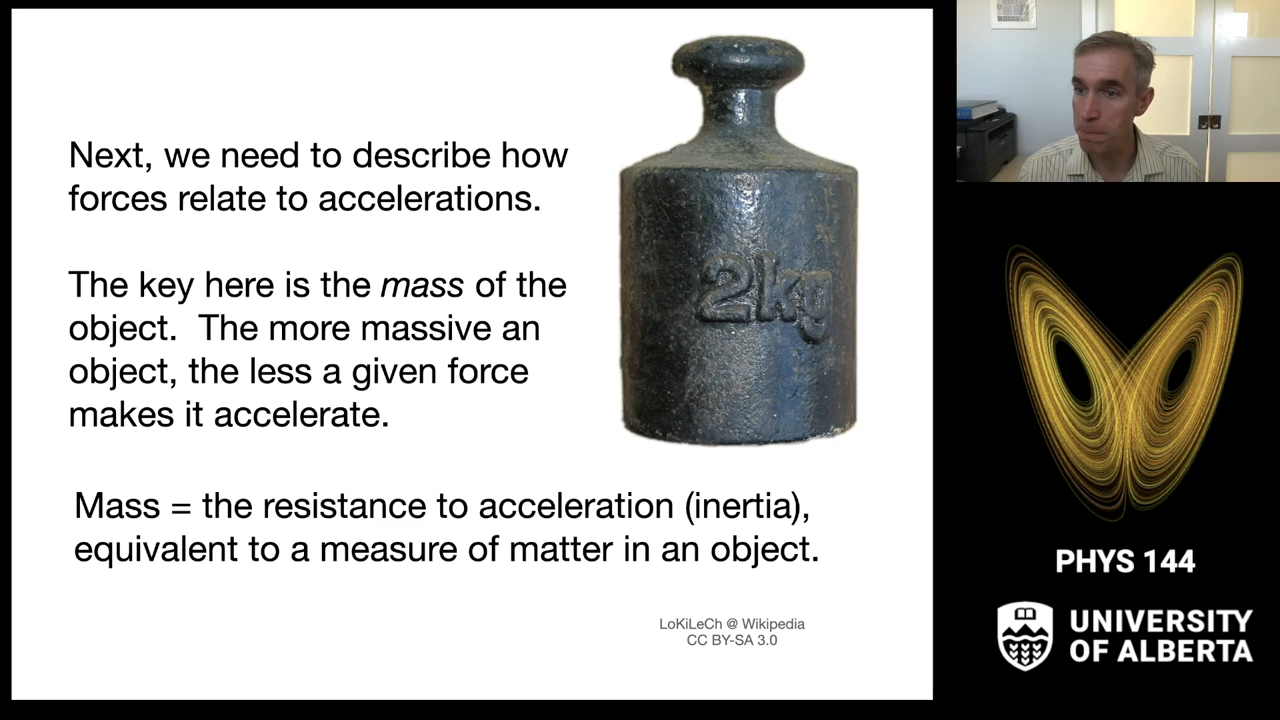 Next, we need to describe how
forces relate to accelerations.
The key here is the mass of the
object.  The more massive an
object, the less a given force
makes it accelerate.
2kg
Mass = the resistance to acceleration (inertia),
equivalent to a measure of matter in an object.
LoKiLeCh @ Wikipedia
CC BY-SA 3.0
PHYS 144
UNIVERSITY
OF ALBERTA